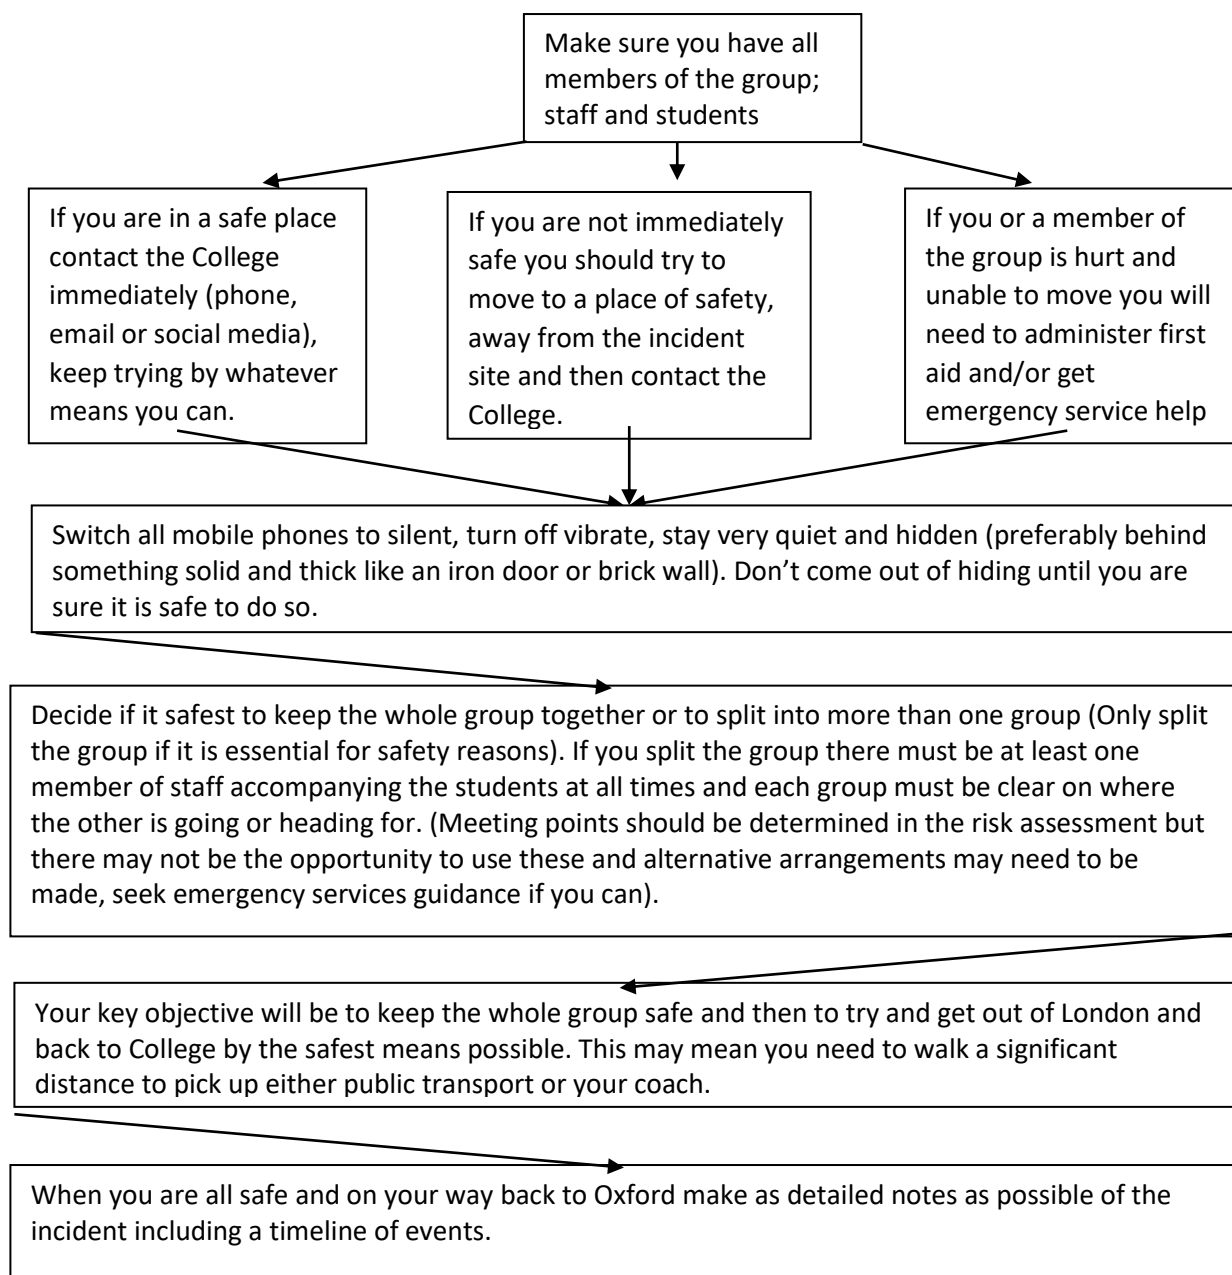 Make sure you have all
members of the group;
staff and students
If you are in a safe place
contact the College
immediately (phone,
email or social media),
keep trying by whatever
means you can.
If you are not immediately
safe you should try to
move to a place of safety,
away from the incident
site and then contact the
College.
If you or a member of
the group is hurt and
unable to move you will
need to administer first
aid and/or get
emergency service help
Switch all mobile phones to silent, turn off vibrate, stay very quiet and hidden (preferably behind
something solid and thick like an iron door or brick wall). Don’t come out of hiding until you are
sure it is safe to do so.
Decide if it safest to keep the whole group together or to split into more than one group (Only split
the group if it is essential for safety reasons). If you split the group there must be at least one
member of staff accompanying the students at all times and each group must be clear on where
the other is going or heading for. (Meeting points should be determined in the risk assessment but
there may not be the opportunity to use these and alternative arrangements may need to be
made, seek emergency services guidance if you can).
Your key objective will be to keep the whole group safe and then to try and get out of London and
back to College by the safest means possible. This may mean you need to walk a significant
distance to pick up either public transport or your coach.
When you are all safe and on your way back to Oxford make as detailed notes as possible of the
incident including a timeline of events.